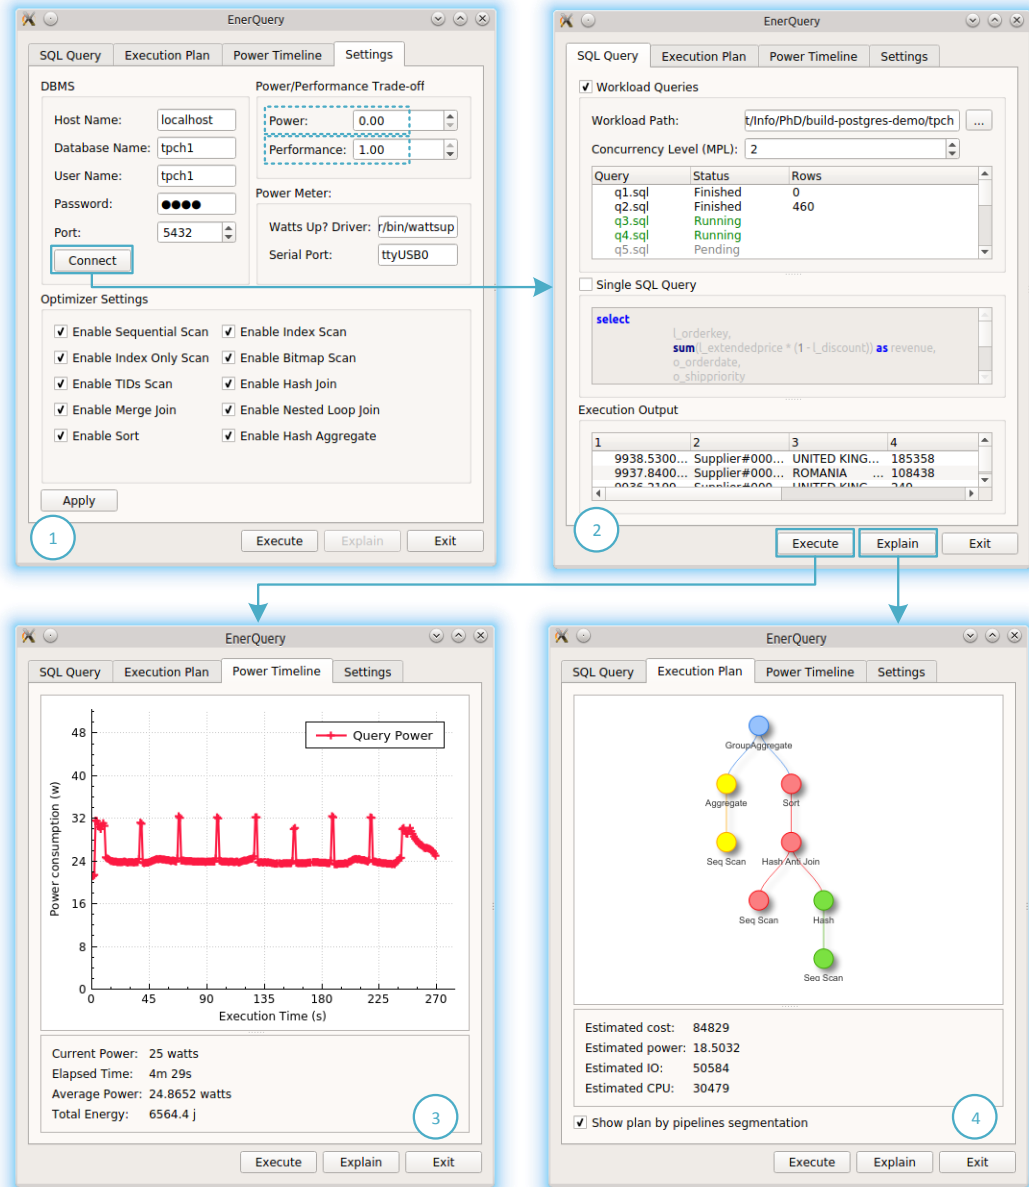 EnerQuery
SQL Query Execution Plan Power Timeline Settings
DBMS
Host Name: localhost
Database Name: tpch1
User Name: tpch1
Password: ●●●●
Port: 5432
Connect
Power/Performance Trade-off
Power: 0.00
Performance: 1.00
Power Meter:
Watts Up? Driver: r/bin/wattsup
Serial Port: ttyUSB0
Optimizer Settings
Enable Sequential Scan Enable Index Scan
Enable Index Only Scan Enable Bitmap Scan
Enable TIDs Scan Enable Hash Join
Enable Merge Join Enable Nested Loop Join
Enable Sort Enable Hash Aggregate
Apply
1
Execute Explain Exit
EnerQuery
SQL Query Execution Plan Power Timeline Settings
Workload Queries
Workload Path: t/Info/PhD/build-postgres-demo/tpch ...
Concurrency Level (MPL): 2
Query Status Rows
q1.sql Finished 0
q2.sql Finished 460
q3.sql Running
q4.sql Running
q5.sql Pending
Single SQL Query
select
l_orderkey,
sum(l_extendedprice * (1 - l_discount)) as revenue,
o_orderdate,
o_shippriority
Execution Output
1 2 3 4
9938.5300... Supplier#000... UNITED KING... 185358
9937.8400... Supplier#000... ROMANIA ... 108438
2
Execute Explain Exit
EnerQuery
SQL Query Execution Plan Power Timeline Settings
Query Power
Power consumption (w)
48
40
32
24
16
8
0
0 45 90 135 180 225 270
Execution Time (s)
Current Power: 25 watts
Elapsed Time: 4m 29s
Average Power: 24.8652 watts
Total Energy: 6564.4 j
3
Execute Explain Exit
EnerQuery
SQL Query Execution Plan Power Timeline Settings
GroupAggregate
Aggregate Sort
Seq Scan Hash Anti Join
Seq Scan Hash
Seq Scan
Estimated cost: 84829
Estimated power: 18.5032
Estimated IO: 50584
Estimated CPU: 30479
Show plan by pipelines segmentation
4
Execute Explain Exit